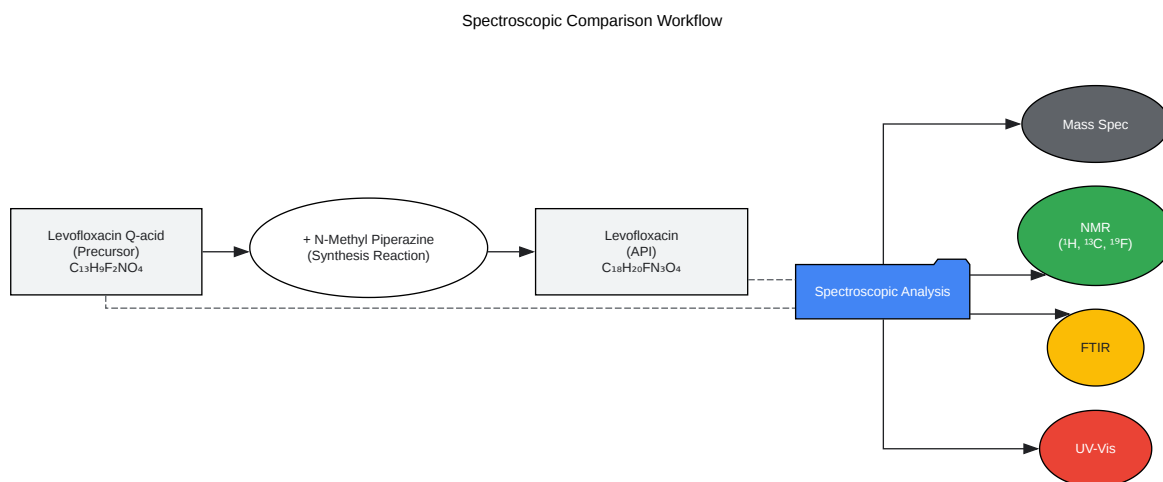 Spectroscopic Comparison Workflow
Mass Spec
Levofloxacin Q-acid
(Precursor)
C₁₃H₉F₂NO₄
+ N-Methyl Piperazine
(Synthesis Reaction)
Levofloxacin
(API)
C₁₈H₂₀FN₃O₄
NMR
(¹H, ¹³C, ¹⁹F)
Spectroscopic Analysis
FTIR
UV-Vis